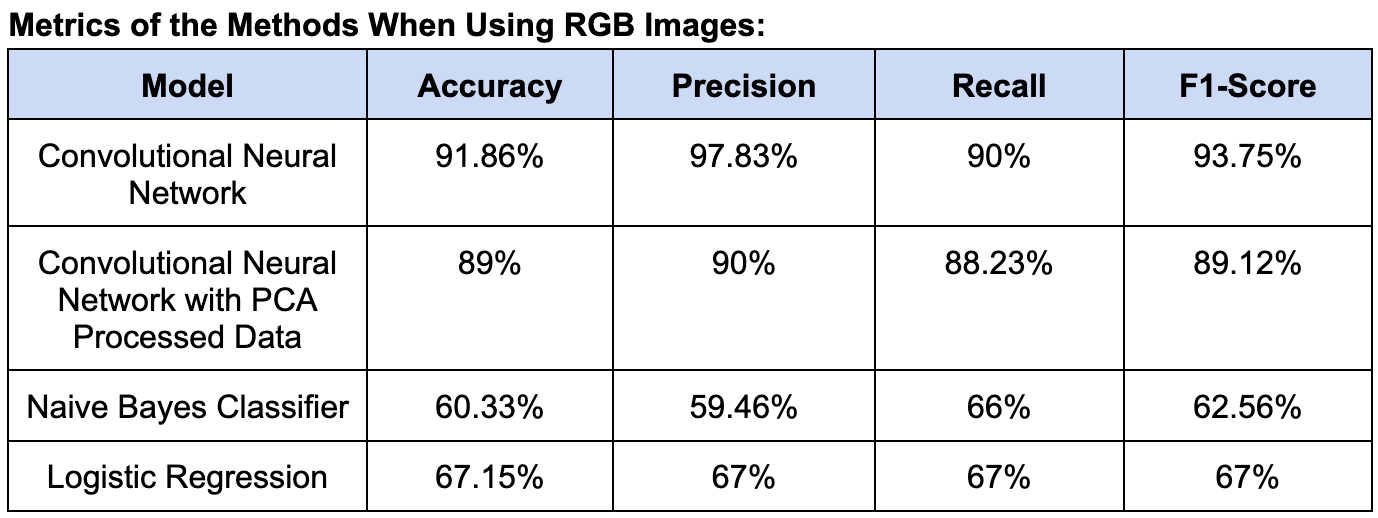 Metrics of the Methods When Using RGB Images:
Model Accuracy Precision Recall F1-Score
Convolutional Neural 91.86% 97.83% 90% 93.75%
Network
Convolutional Neural 89% 90% 88.23% 89.12%
Network with PCA
Processed Data
Naive Bayes Classifier 60.33% 59.46% 66% 62.56%
Logistic Regression 67.15% 67% 67% 67%